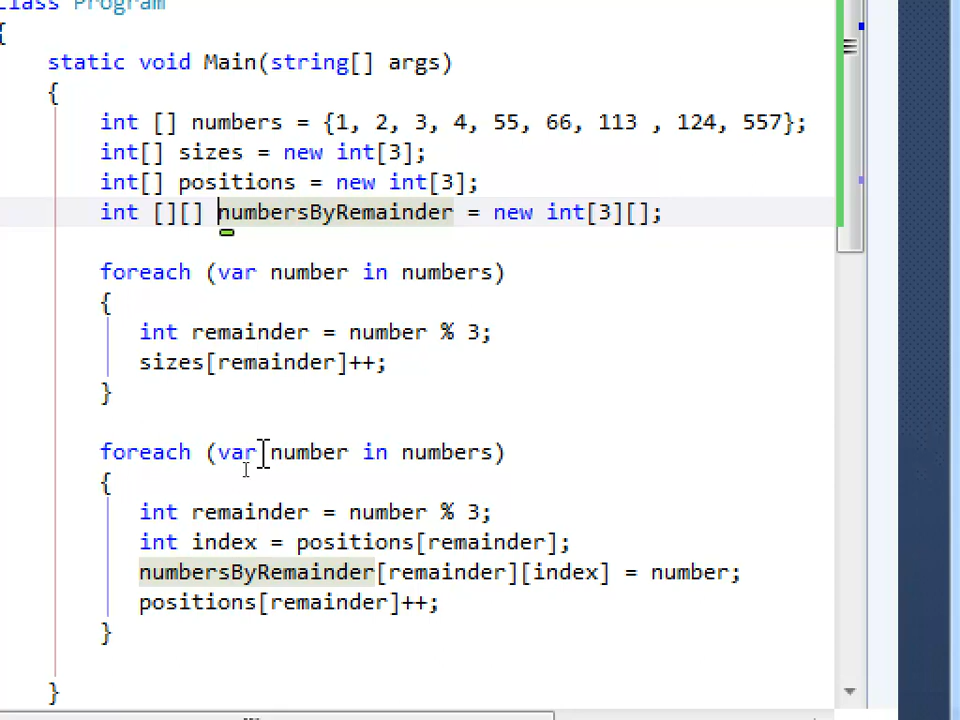 class Program
{
static void Main(string[] args)
{
int [] numbers = {1, 2, 3, 4, 55, 66, 113 , 124, 557};
int[] sizes = new int[3];
int[] positions = new int[3];
int [][] numbersByRemainder = new int[3][];
foreach (var number in numbers)
{
int remainder = number % 3;
sizes[remainder]++;
}
foreach (var number in numbers)
{
int remainder = number % 3;
int index = positions[remainder];
numbersByRemainder[remainder][index] = number;
positions[remainder]++;
}
}